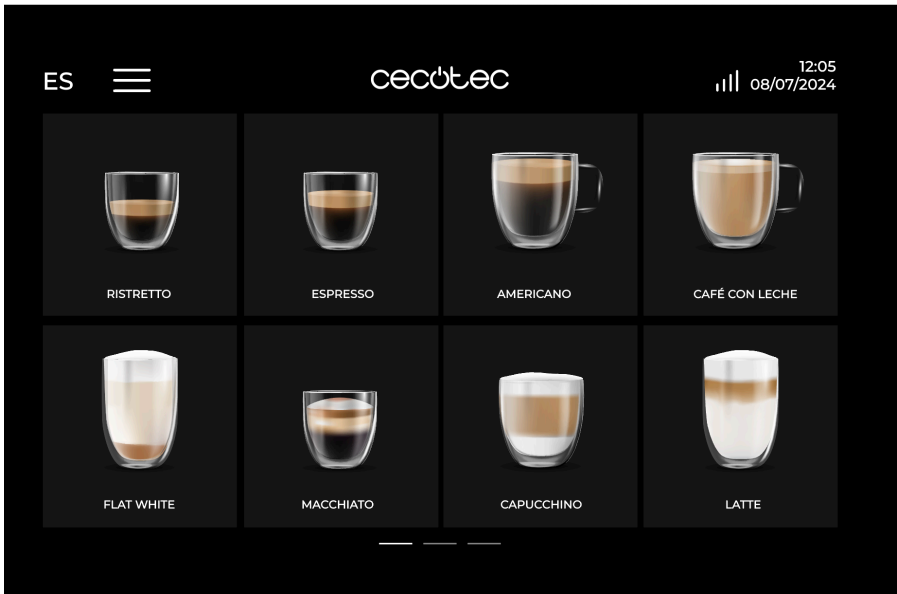 ES
cecotec
12:05
08/07/2024
RISTRETTO
ESPRESSO
AMERICANO
CAFÉ CON LECHE
FLAT WHITE
MACCHIATO
CAPUCCHINO
LATTE